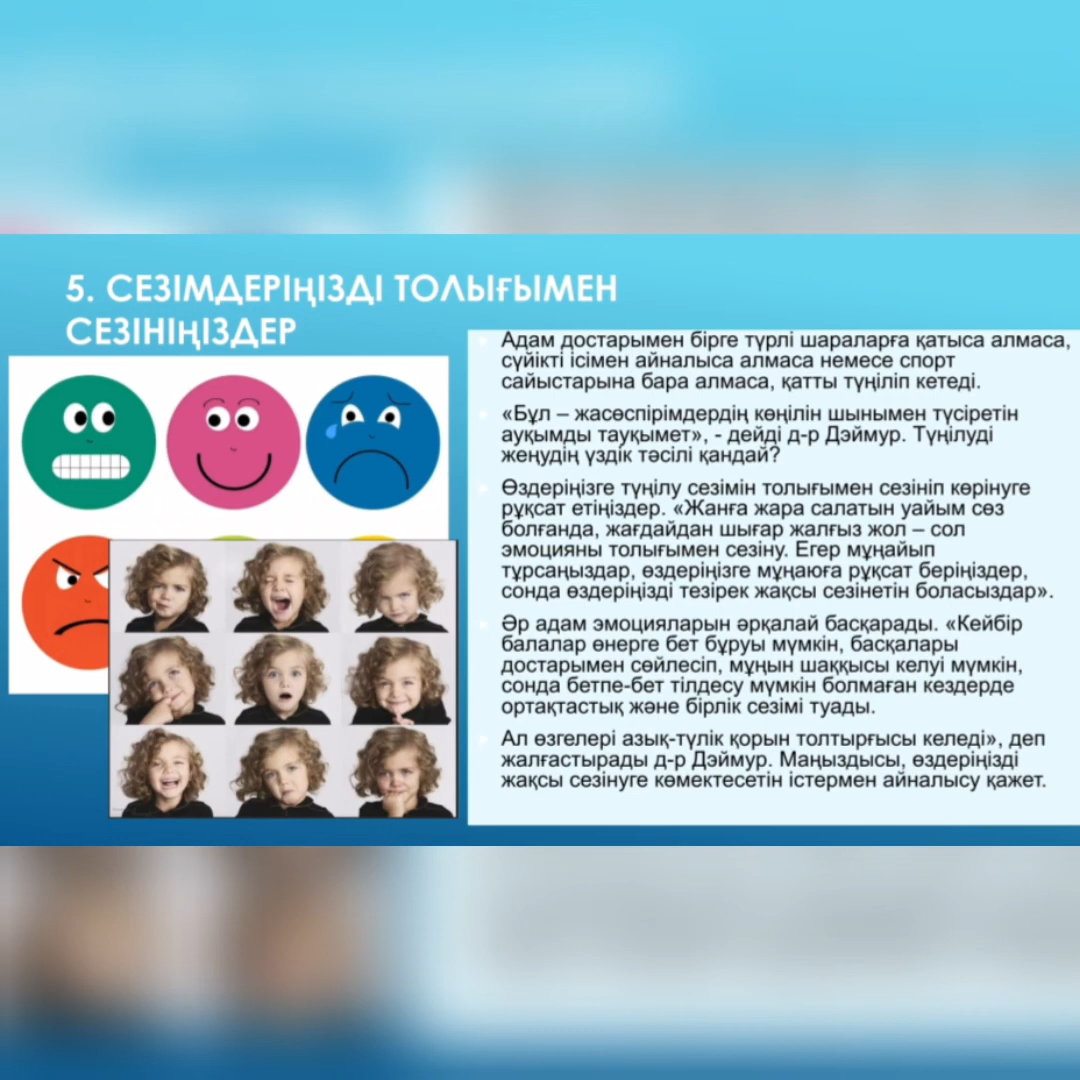 5. СЕЗІМДЕРІңІЗДІ ТОЛЫғЫМЕН
СЕЗІНІңІЗДЕР
Адам достарымен бірге түрлі шараларға қатыса алмаса,
сүйікті ісімен айналыса алмаса немесе спорт
сайыстарына бара алмаса, қатты түңіліп кетеді.
«Бұл – жасөспірімдердің көңілін шынымен түсіретін
ауқымды тауқымет», - дейді д-р Дэймур. Түңілуді
жеңудің үздік тәсілі қандай?
Өздеріңізге түңілу сезімін толығымен сезініп көрінуге
рұқсат етіңіздер. «Жанға жара салатын уайым сөз
болғанда, жағдайдан шығар жалғыз жол – сол
эмоцияны толығымен сезіну. Егер мұңайып
тұрсаңыздар, өздеріңізге мұңаюға рұқсат беріңіздер,
сонда өздеріңізді тезірек жақсы сезінетін боласыздар».
Әр адам эмоцияларын әрқалай басқарады. «Кейбір
балалар өнерге бет бұруы мүмкін, басқалары
достарымен сөйлесіп, мұңын шаққысы келуі мүмкін,
сонда бетпе-бет тілдесу мүмкін болмаған кездерде
ортақтастық және бірлік сезімі туады.
Ал өзгелері азық-түлік қорын толтырғысы келеді», деп
жалғастырады д-р Дэймур. Маңыздысы, өздеріңізді
жақсы сезінуге көмектесетін істермен айналысу қажет.